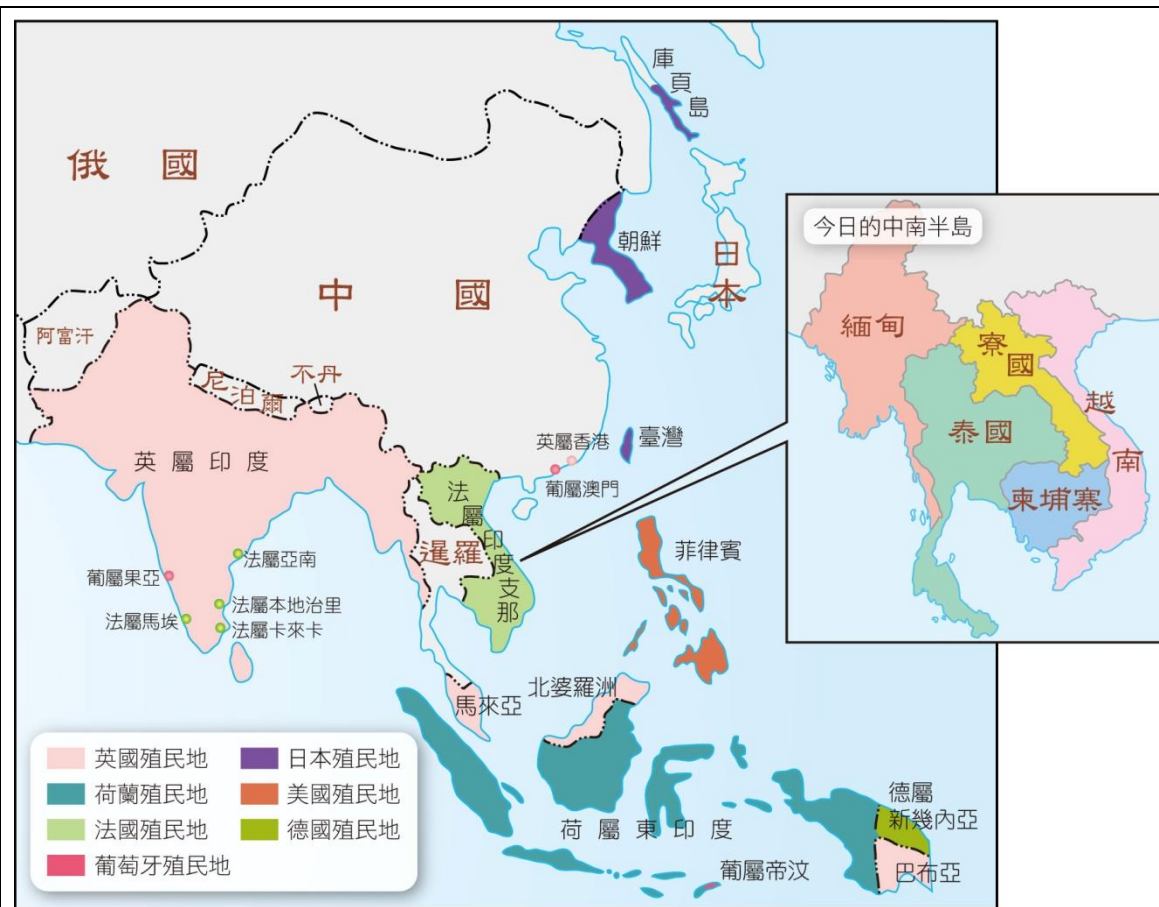 庫頁島
俄國
朝鮮
日本
中國
阿富汗
尼泊爾
不丹
英屬印度
英屬香港
臺灣
葡屬澳門
法屬印度支那
暹羅
菲律賓
法屬亞南
葡屬果亞
法屬本地治里
法屬馬埃
法屬卡來卡
北婆羅洲
馬來亞
荷屬東印度
德屬
新幾內亞
葡屬帝汶
巴布亞
英國殖民地
荷蘭殖民地
法國殖民地
葡萄牙殖民地
日本殖民地
美國殖民地
德國殖民地
今日的中南半島
緬甸
寮國
越南
泰國
柬埔寨